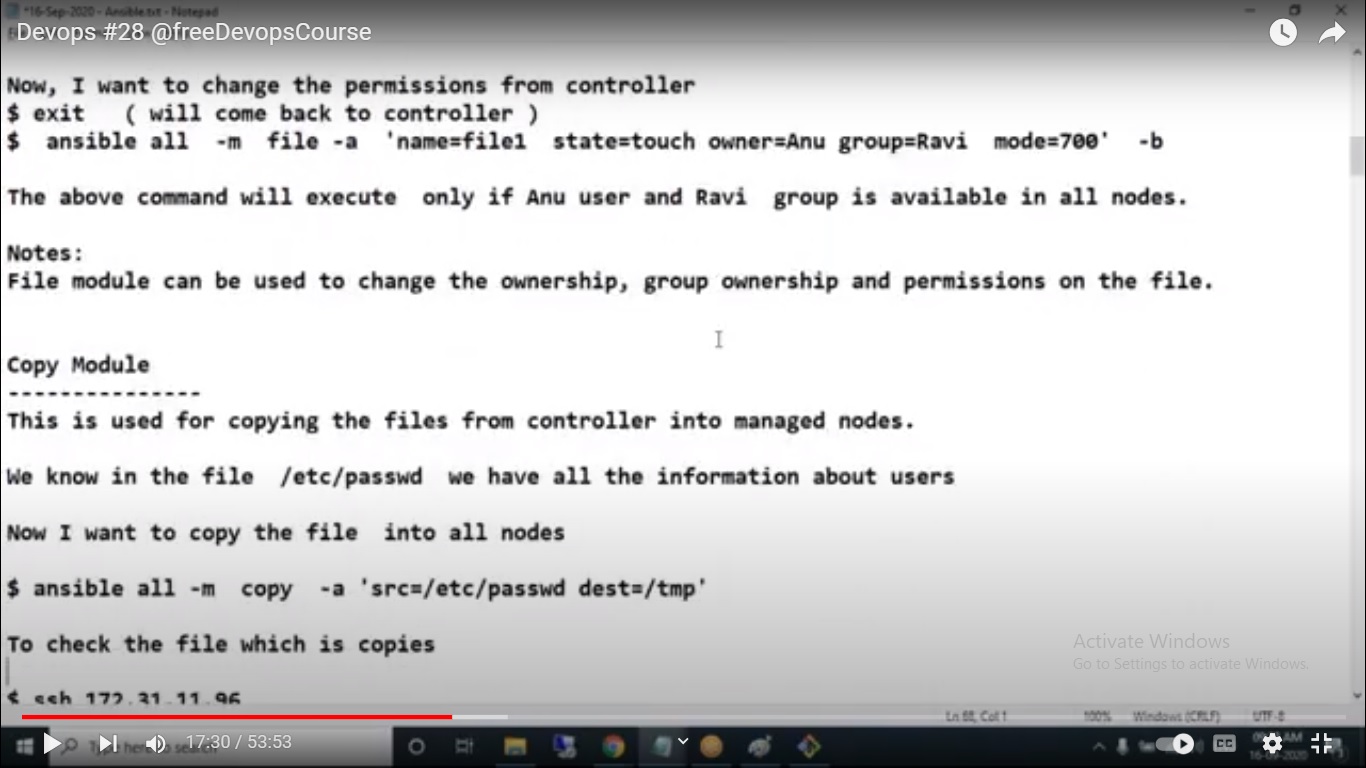 *16-Sep-2020 - Ansible.txt - Notepad
Devops #28 @freeDevopsCourse
Now, I want to change the permissions from controller
$ exit ( will come back to controller )
$ ansible all -m file -a 'name=file1 state=touch owner=Anu group=Ravi mode=700' -b
The above command will execute only if Anu user and Ravi group is available in all nodes.
Notes:
File module can be used to change the ownership, group ownership and permissions on the file.
Copy Module
---------------
This is used for copying the files from controller into managed nodes.
We know in the file /etc/passwd we have all the information about users
Now I want to copy the file into all nodes
$ ansible all -m copy -a 'src=/etc/passwd dest=/tmp'
To check the file which is copies
Activate Windows
Go to Settings to activate Windows.
$ ssh 172.31.11.96
Ln 68, Col 1 100% Windows (CRLF) UTF-8
17:30 / 53:53
CC